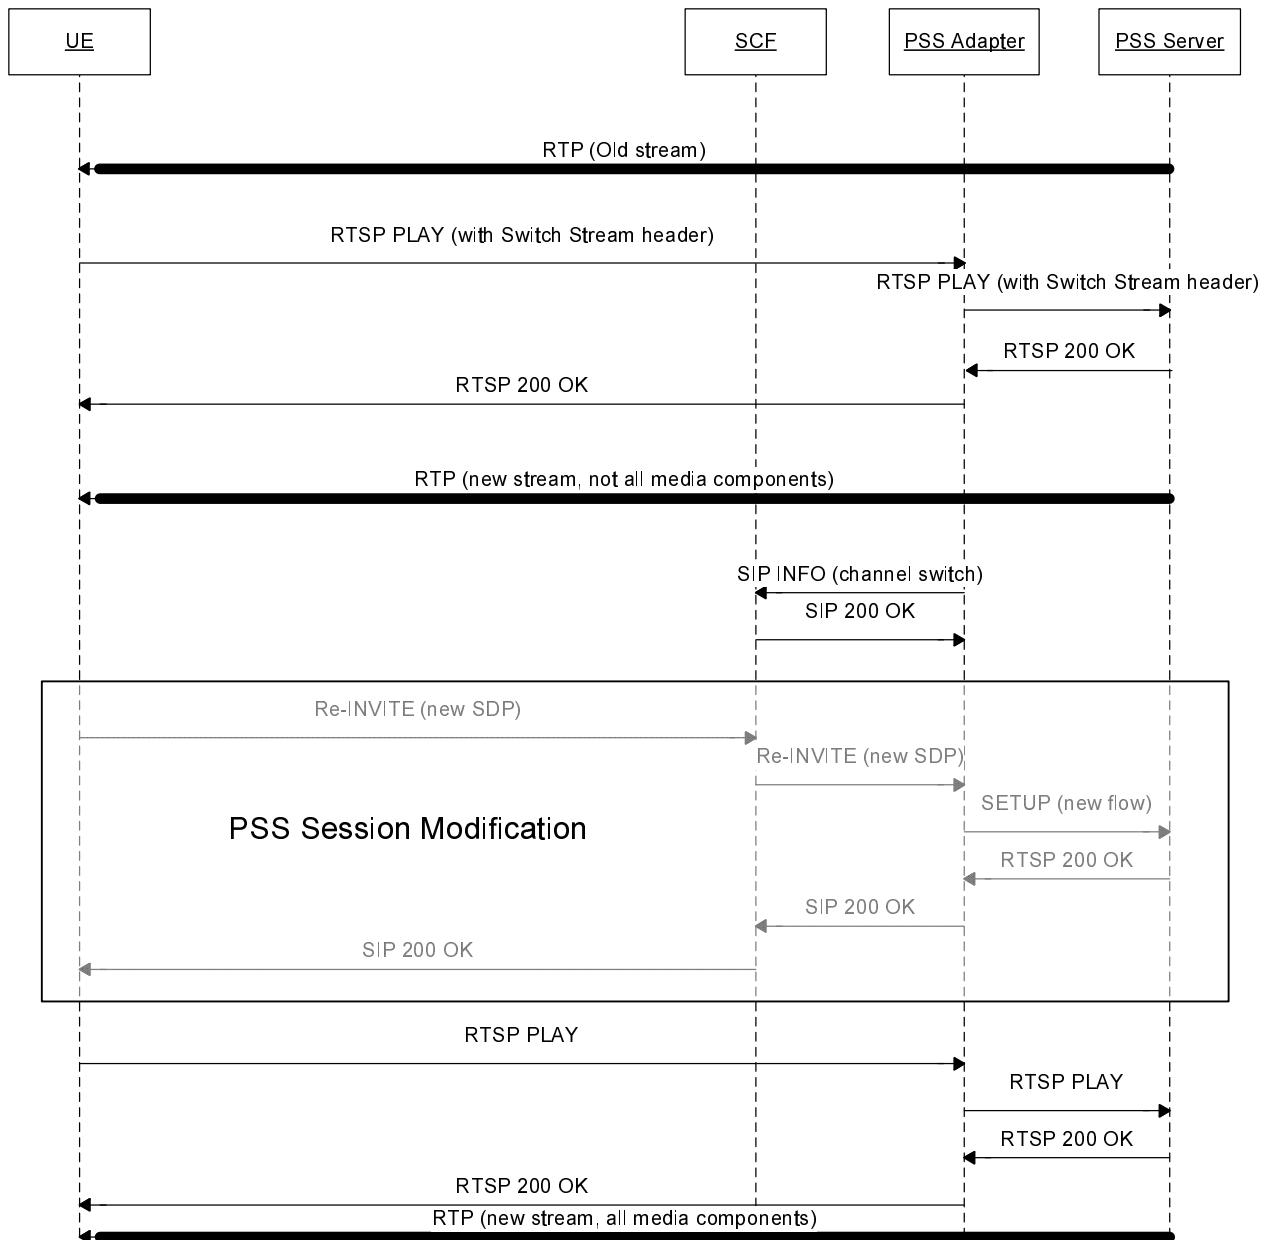 UE
SCF
PSS Adapter
PSS Server
RTP (Old stream)
RTSP PLAY (with Switch Stream header)
RTSP PLAY (with Switch Stream header)
RTSP 200 OK
RTSP 200 OK
RTP (new stream, not all media components)
SIP INFO (channel switch)
SIP 200 OK
Re-INVITE (new SDP)
Re-INVITE (new SDP)
SETUP (new flow)
PSS Session Modification
RTSP 200 OK
SIP 200 OK
SIP 200 OK
RTSP PLAY
RTSP PLAY
RTSP 200 OK
RTSP 200 OK
RTP (new stream, all media components)